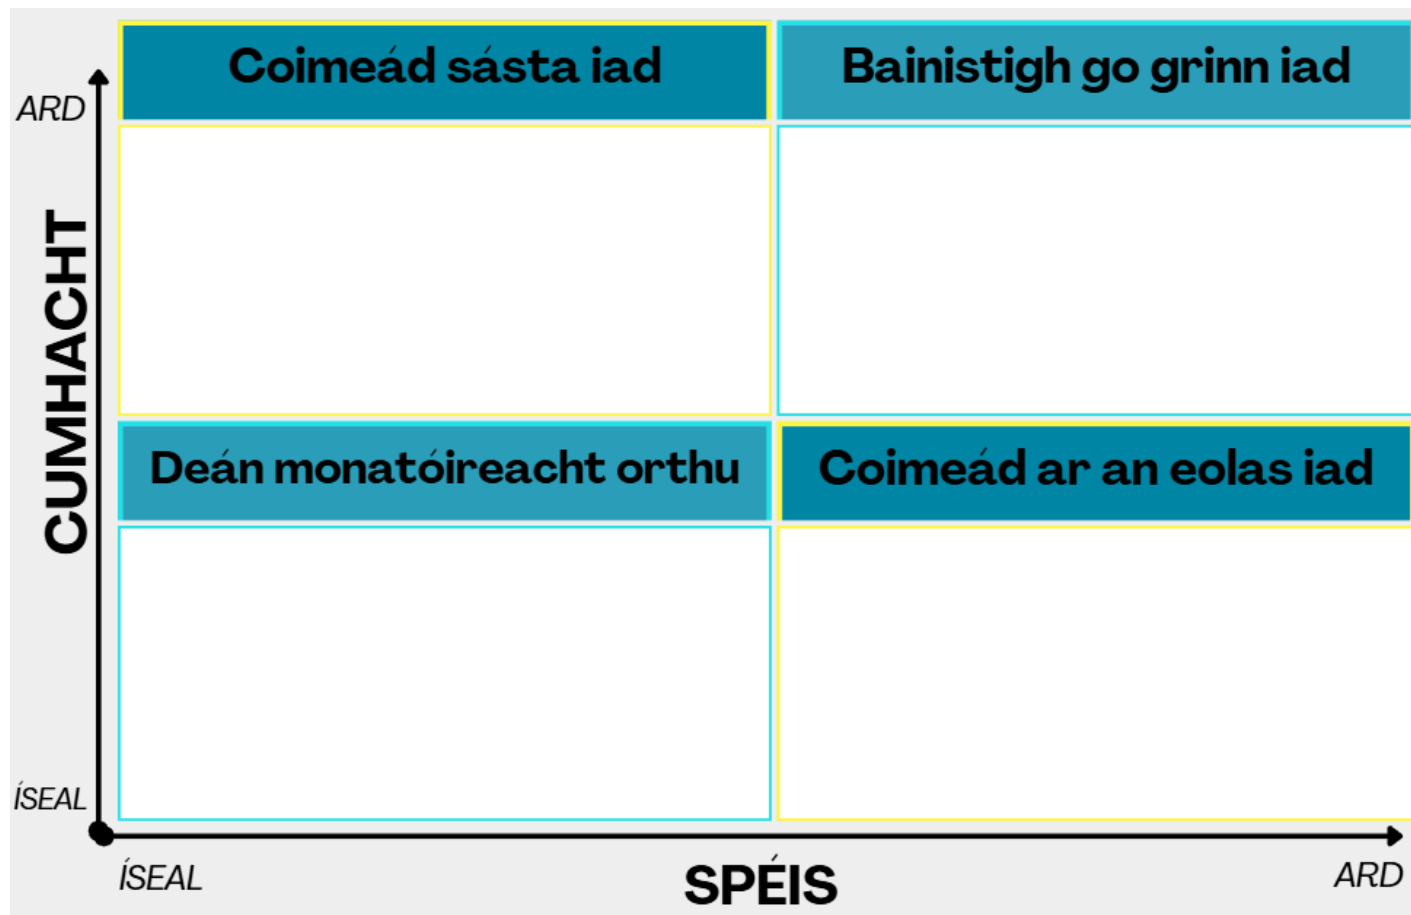 Coimeád sásta iad
Bainistigh go grinn iad
ARD
CUMHACHT
Deán monatóireacht orthu
Coimeád ar an eolas iad
ÍSEAL
ÍSEAL
SPÉIS
ARD